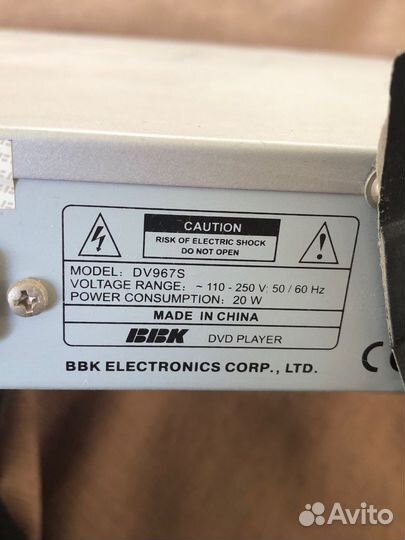 CAUTION
RISK OF ELECTRIC SHOCK
DO NOT OPEN
MODEL: DV967S
VOLTAGE RANGE: ~ 110 - 250 V; 50 / 60 Hz
POWER CONSUMPTION: 20 W
MADE IN CHINA
BBK DVD PLAYER
BBK ELECTRONICS CORP., LTD.
Avito